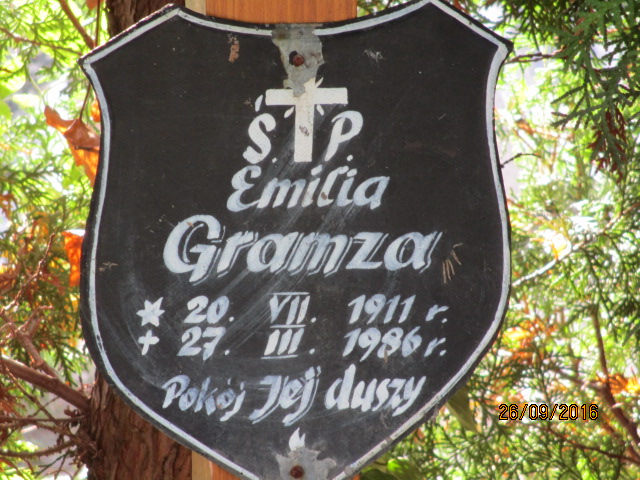 Ś. P.
Emilia
Gramza
* 20. VII. 1911 r.
+ 27. III. 1986 r.
Pokój Jej duszy
26/09/2016